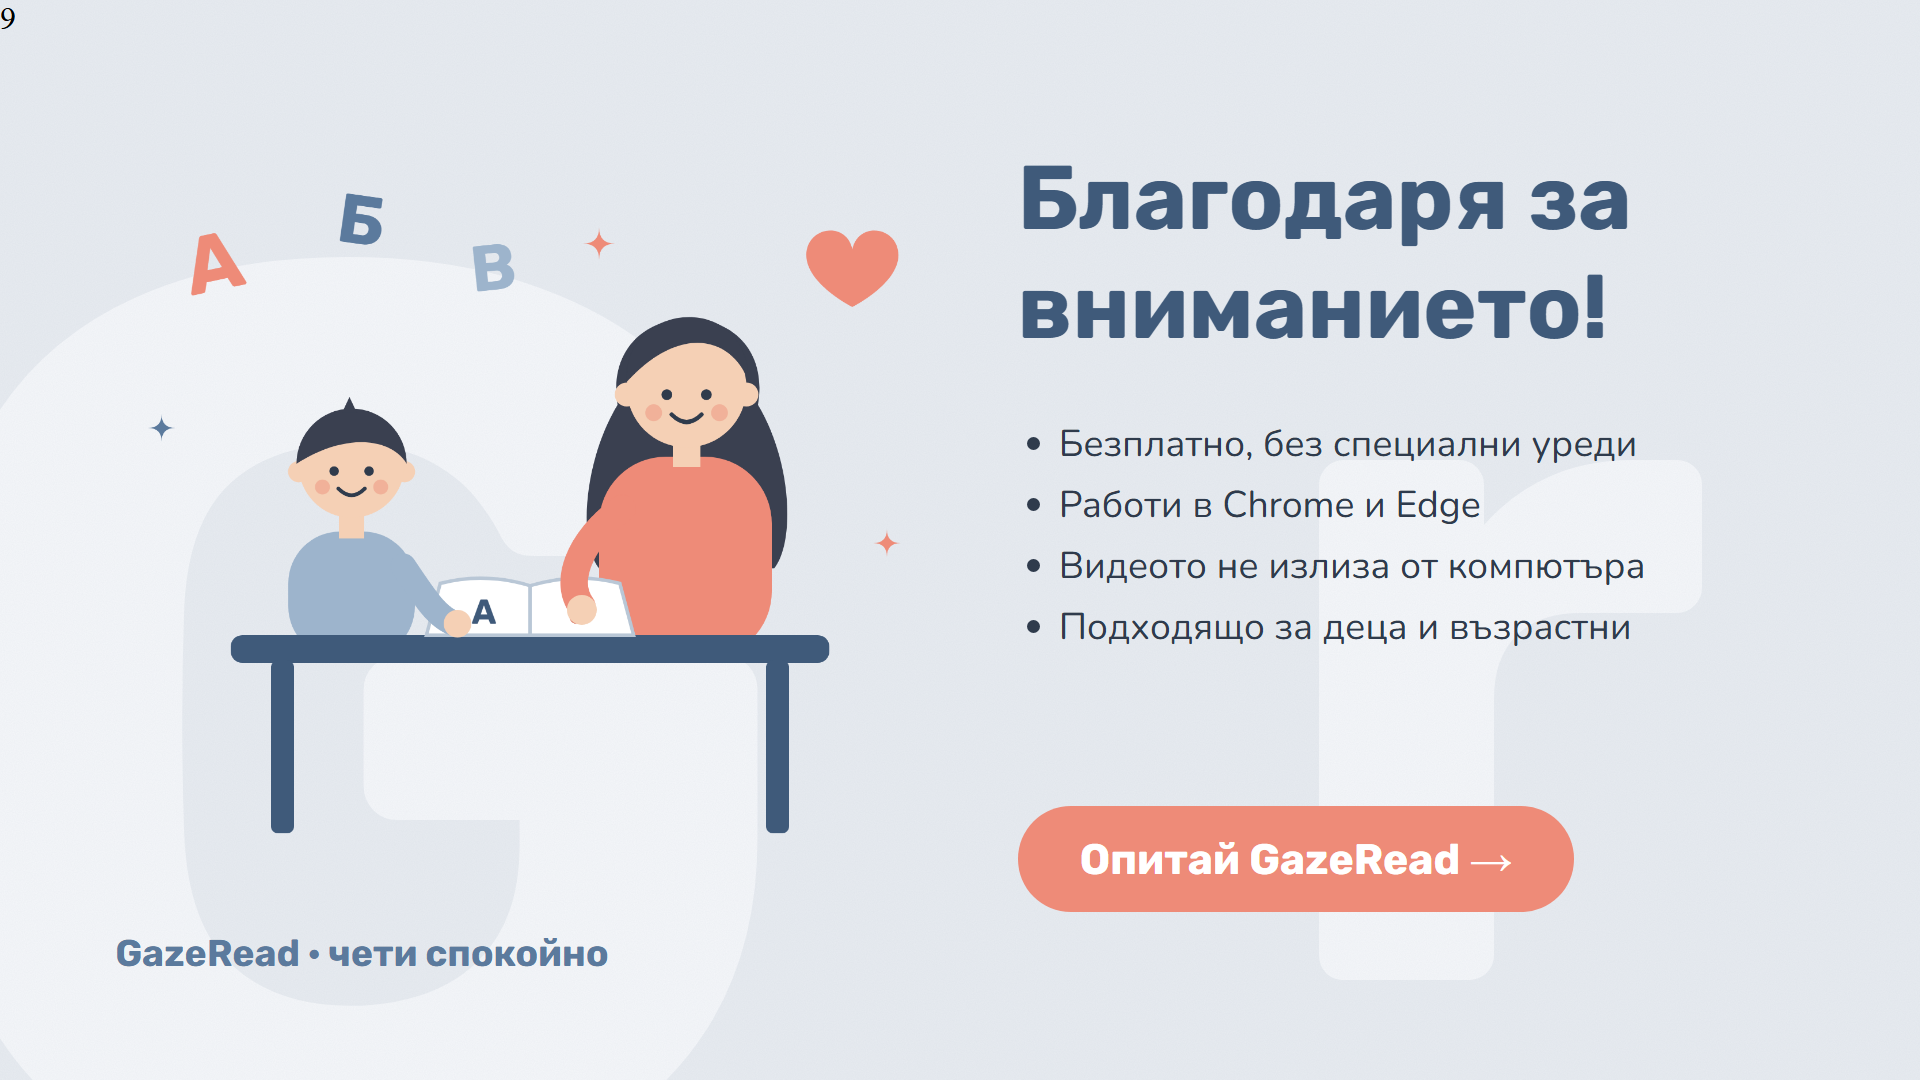 9
А
Б
В
А
Благодаря за
вниманието!
• Безплатно, без специални уреди
• Работи в Chrome и Edge
• Видеото не излиза от компютъра
• Подходящо за деца и възрастни
Опитай GazeRead →
GazeRead • чети спокойно